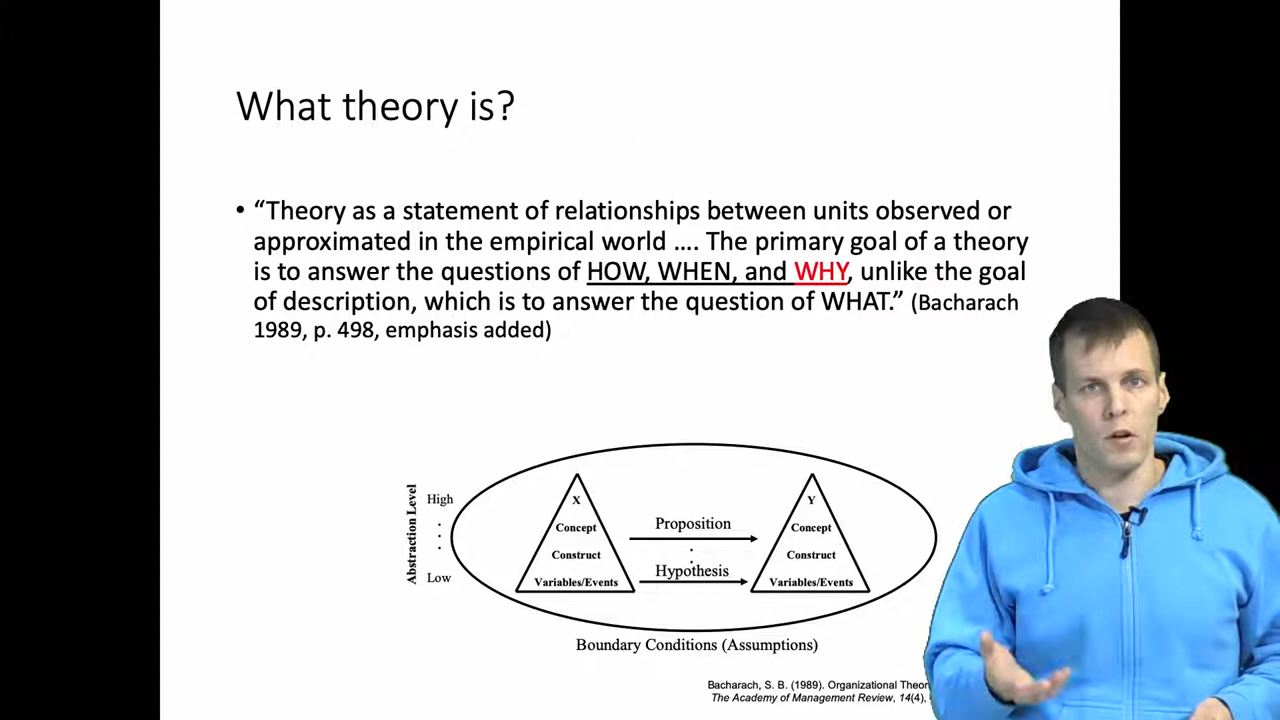 What theory is?
• “Theory as a statement of relationships between units observed or
approximated in the empirical world …. The primary goal of a theory
is to answer the questions of HOW, WHEN, and WHY, unlike the goal
of description, which is to answer the question of WHAT.” (Bacharach
1989, p. 498, emphasis added)
Abstraction Level
High
Low
X
Concept
Construct
Variables/Events
Proposition
Hypothesis
Y
Concept
Construct
Variables/Events
Boundary Conditions (Assumptions)
Bacharach, S. B. (1989). Organizational
The Academy of Management Review, 14(4),